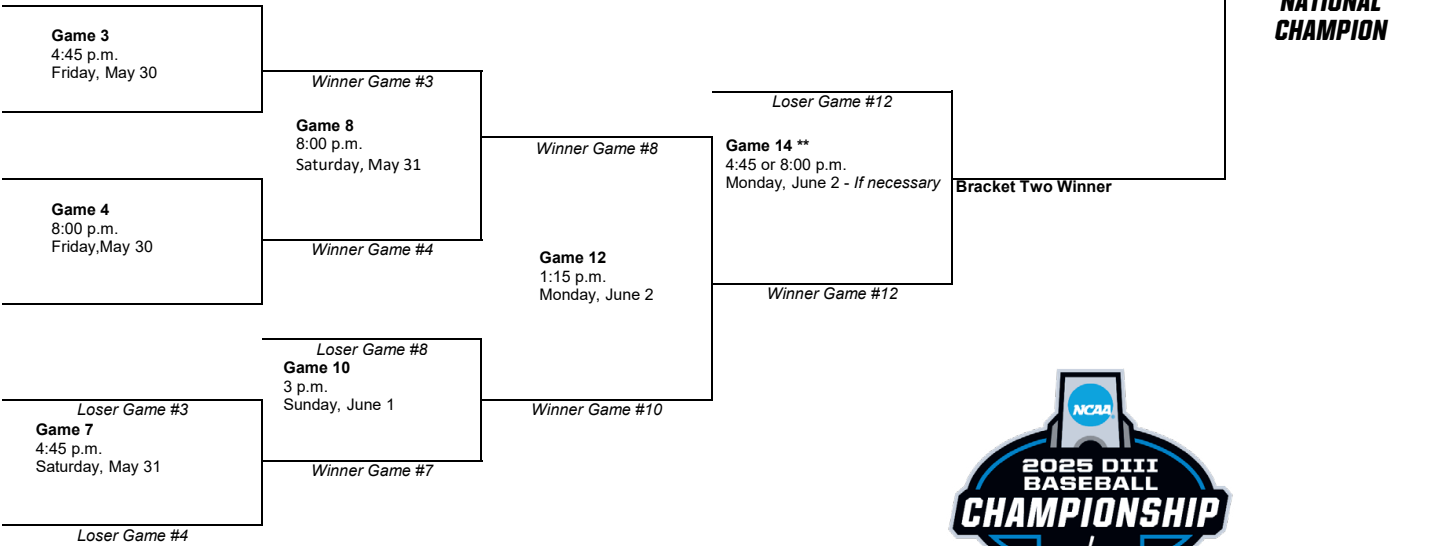 NATIONAL
CHAMPION
Game 3
4:45 p.m.
Friday, May 30
Winner Game #3
Loser Game #12
Game 8
8:00 p.m.
Saturday, May 31
Winner Game #8
Game 14 **
4:45 or 8:00 p.m.
Monday, June 2 - If necessary
Bracket Two Winner
Game 4
8:00 p.m.
Friday,May 30
Winner Game #4
Game 12
1:15 p.m.
Monday, June 2
Winner Game #12
Loser Game #8
Game 10
3 p.m.
Sunday, June 1
Loser Game #3
Winner Game #10
Game 7
4:45 p.m.
Saturday, May 31
Winner Game #7
Loser Game #4
NCAA
2025 DIII
BASEBALL
CHAMPIONSHIP